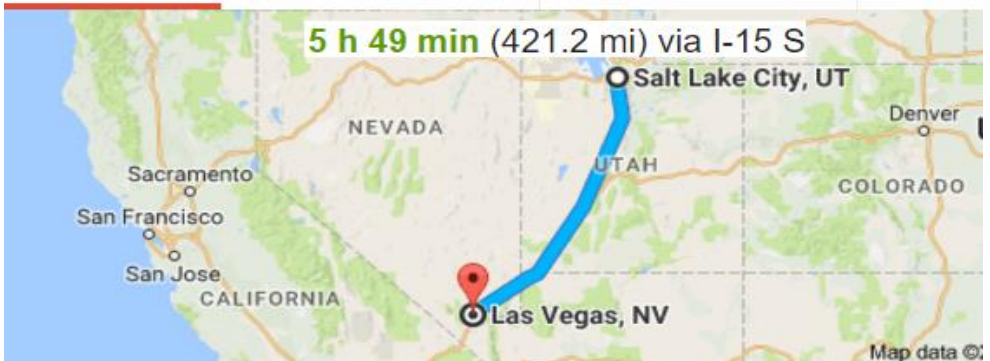 5 h 49 min (421.2 mi) via I-15 S
Salt Lake City, UT
Denver
NEVADA
UTAH
COLORADO
Sacramento
San Francisco
San Jose
CALIFORNIA
Las Vegas, NV
Map data ©